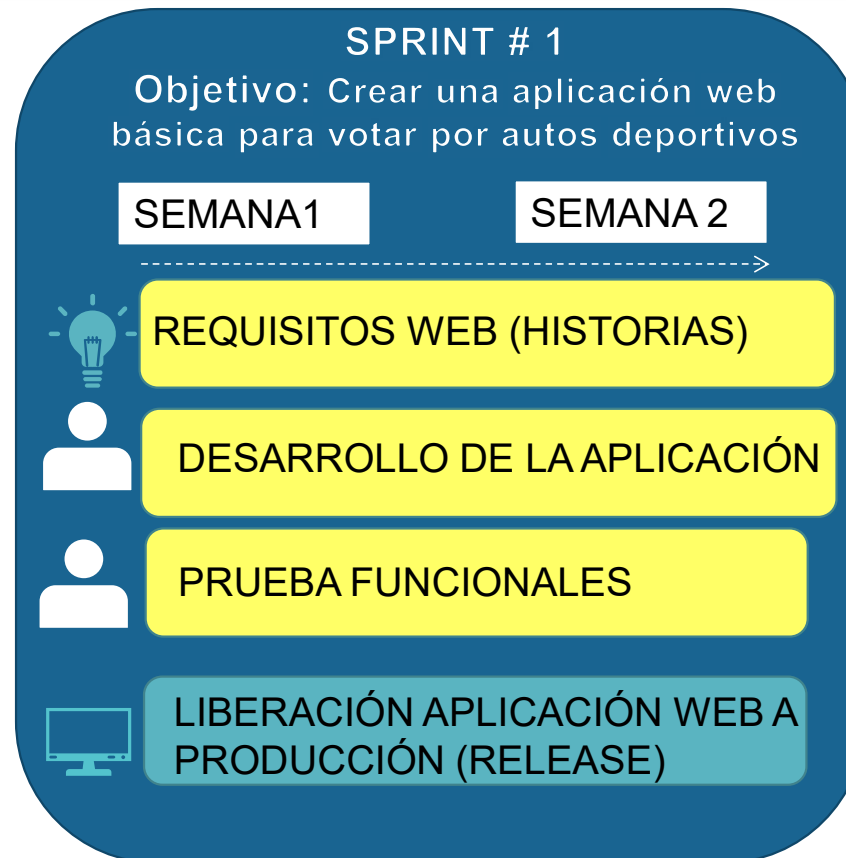 SPRINT # 1
Objetivo: Crear una aplicación web
básica para votar por autos deportivos
SEMANA1
SEMANA 2
REQUISITOS WEB (HISTORIAS)
DESARROLLO DE LA APLICACIÓN
PRUEBA FUNCIONALES
LIBERACIÓN APLICACIÓN WEB A
PRODUCCIÓN (RELEASE)